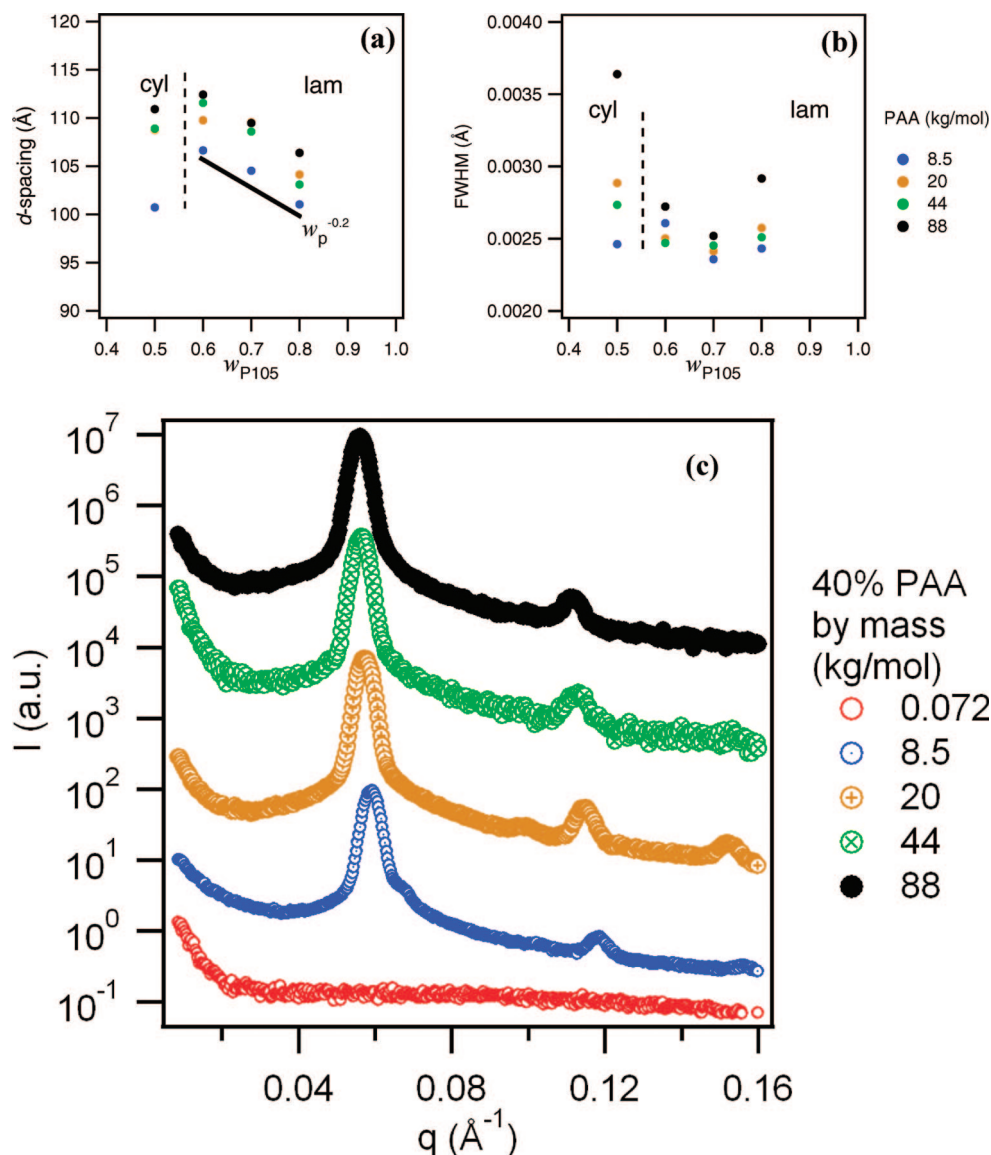 (a)
120
115
110
105
100
95
90
d-spacing (Å)
cyl
lam
w_p^-0.2
0.4 0.5 0.6 0.7 0.8 0.9 1.0
w_P105
(b)
0.0040
0.0035
0.0030
0.0025
0.0020
FWHM (Å)
cyl
lam
0.4 0.5 0.6 0.7 0.8 0.9 1.0
w_P105
PAA (kg/mol)
8.5
20
44
88
(c)
10^7
10^6
10^5
10^4
10^3
10^2
10^1
10^0
10^-1
I (a.u.)
0.04 0.08 0.12 0.16
q (Å^-1)
40% PAA
by mass
(kg/mol)
0.072
8.5
20
44
88